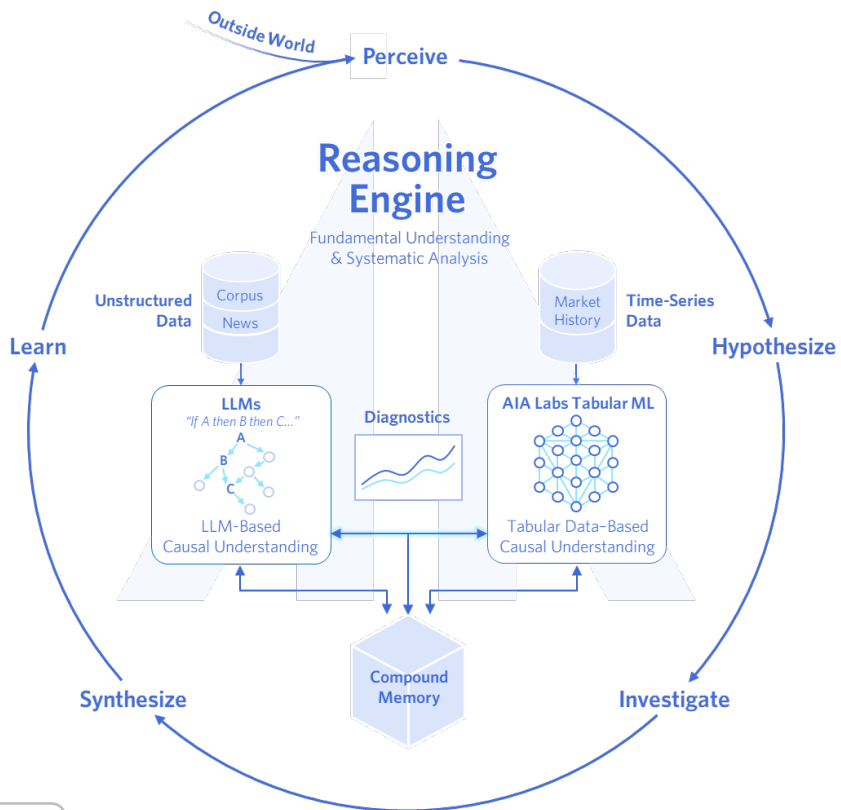 Outside World
Perceive
Reasoning
Engine
Fundamental Understanding
& Systematic Analysis
Unstructured
Data
Corpus
News
Market
History
Time-Series
Data
Learn
Hypothesize
LLMs
"If A then B then C..."
A
B
C
LLM-Based
Causal Understanding
Diagnostics
AIA Labs Tabular ML
Tabular Data–Based
Causal Understanding
Compound
Memory
Synthesize
Investigate